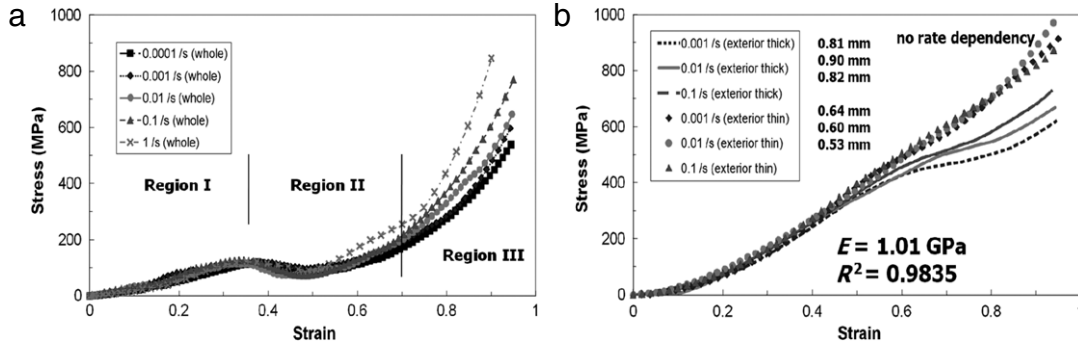 a
1000
800
600
400
200
0
Stress (MPa)
0.0001 /s (whole)
0.001 /s (whole)
0.01 /s (whole)
0.1 /s (whole)
1 /s (whole)
Region I
Region II
Region III
0
0.2
0.4
0.6
0.8
1
Strain
b
1000
800
600
400
200
0
Stress (MPa)
0.001 /s (exterior thick)
0.01 /s (exterior thick)
0.1 /s (exterior thick)
0.001 /s (exterior thin)
0.01 /s (exterior thin)
0.1 /s (exterior thin)
0.81 mm
0.90 mm
0.82 mm
0.64 mm
0.60 mm
0.53 mm
no rate dependency
E = 1.01 GPa
R² = 0.9835
0
0.2
0.4
0.6
0.8
1
Strain